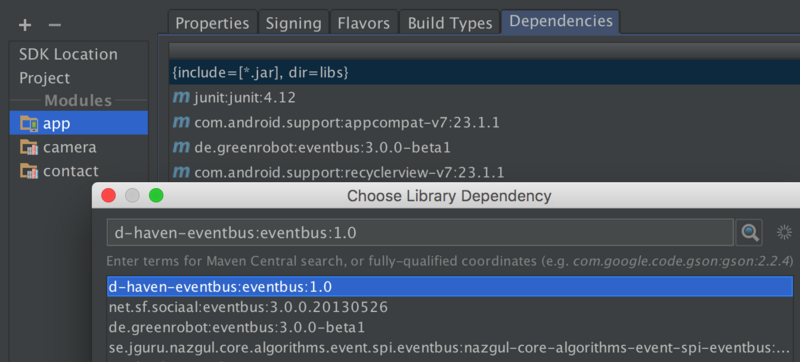 Properties Signing Flavors Build Types Dependencies
SDK Location
Project
Modules
app
camera
contact
{include=[*.jar], dir=libs}
m junit:junit:4.12
m com.android.support:appcompat-v7:23.1.1
m de.greenrobot:eventbus:3.0.0-beta1
m com.android.support:recyclerview-v7:23.1.1
Choose Library Dependency
d-haven-eventbus:eventbus:1.0
Enter terms for Maven Central search, or fully-qualified coordinates (e.g. com.google.code.gson:gson:2.2.4)
d-haven-eventbus:eventbus:1.0
net.sf.sociaal:eventbus:3.0.0.20130526
de.greenrobot:eventbus:3.0.0-beta1
se.jguru.nazgul.core.algorithms.event.spi.eventbus:nazgul-core-algorithms-event-spi-eventbus:...